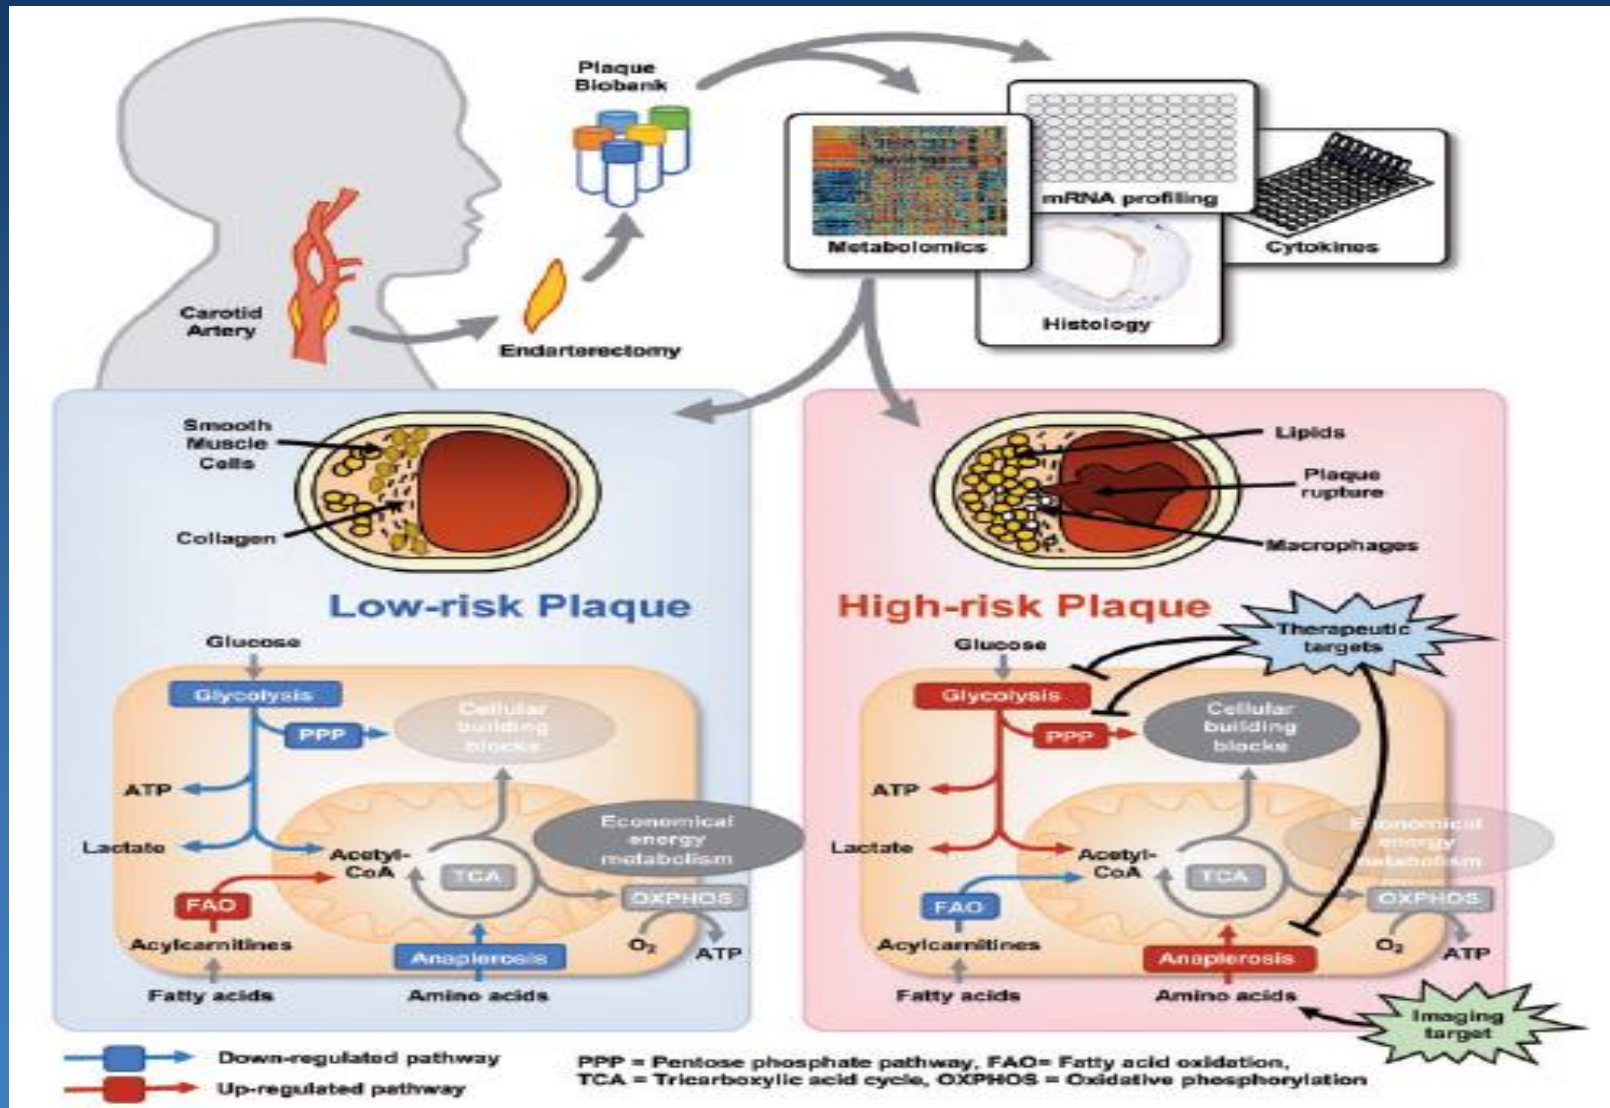 Plaque
Biobank
mRNA profiling
Metabolomics
Cytokines
Histology
Carotid
Artery
Endarterectomy
Smooth
Muscle
Cells
Collagen
Low-risk Plaque
Glucose
Glycolysis
PPP
Cellular
building
blocks
ATP
Lactate
Acetyl-
CoA
TCA
Economical
energy
metabolism
FAO
OXPHOS
Acylcarnitines
Anaplerosis
O₂
ATP
Fatty acids
Amino acids
Lipids
Plaque
rupture
Macrophages
High-risk Plaque
Therapeutic
targets
Glucose
Glycolysis
PPP
Cellular
building
blocks
ATP
Lactate
Acetyl-
CoA
TCA
Economical
energy
metabolism
FAO
OXPHOS
Acylcarnitines
Anaplerosis
O₂
ATP
Fatty acids
Amino acids
Imaging
target
Down-regulated pathway
Up-regulated pathway
PPP = Pentose phosphate pathway, FAO= Fatty acid oxidation,
TCA = Tricarboxylic acid cycle, OXPHOS = Oxidative phosphorylation